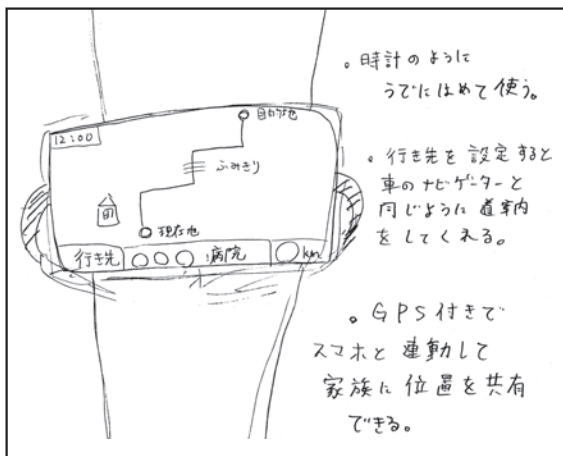 12:00
目的地
ふみきり
現在地
行き先 〇〇〇病院 〇km
。時計のように
うでにはめて使う。
。行き先を設定すると
車のナビゲーターと
同じように道案内
をしてくれる。
。GPS付きで
スマホと連動して
家族に位置を共有
できる。